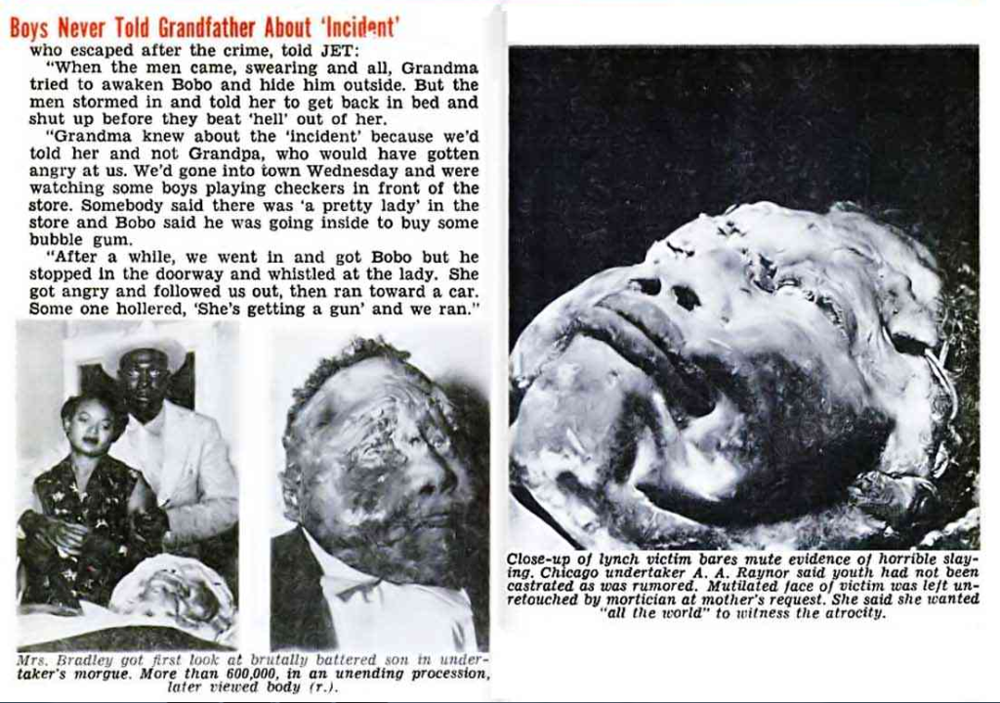 Boys Never Told Grandfather About 'Incident'
who escaped after the crime, told JET:
"When the men came, swearing and all, Grandma
tried to awaken Bobo and hide him outside. But the
men stormed in and told her to get back in bed and
shut up before they beat 'hell' out of her.
"Grandma knew about the 'incident' because we'd
told her and not Grandpa, who would have gotten
angry at us. We'd gone into town Wednesday and were
watching some boys playing checkers in front of the
store. Somebody said there was 'a pretty lady' in the
store and Bobo said he was going inside to buy some
bubble gum.
"After a while, we went in and got Bobo but he
stopped in the doorway and whistled at the lady. She
got angry and followed us out, then ran toward a car.
Some one hollered, 'She's getting a gun' and we ran."
Mrs. Bradley got first look at brutally battered son in under-
taker's morgue. More than 600,000, in an unending procession,
later viewed body (r.).
Close-up of lynch victim bares mute evidence of horrible slay-
ing. Chicago undertaker A. A. Raynor said youth had not been
castrated as was rumored. Mutilated face of victim was left un-
retouched by mortician at mother's request. She said she wanted
"all the world" to witness the atrocity.